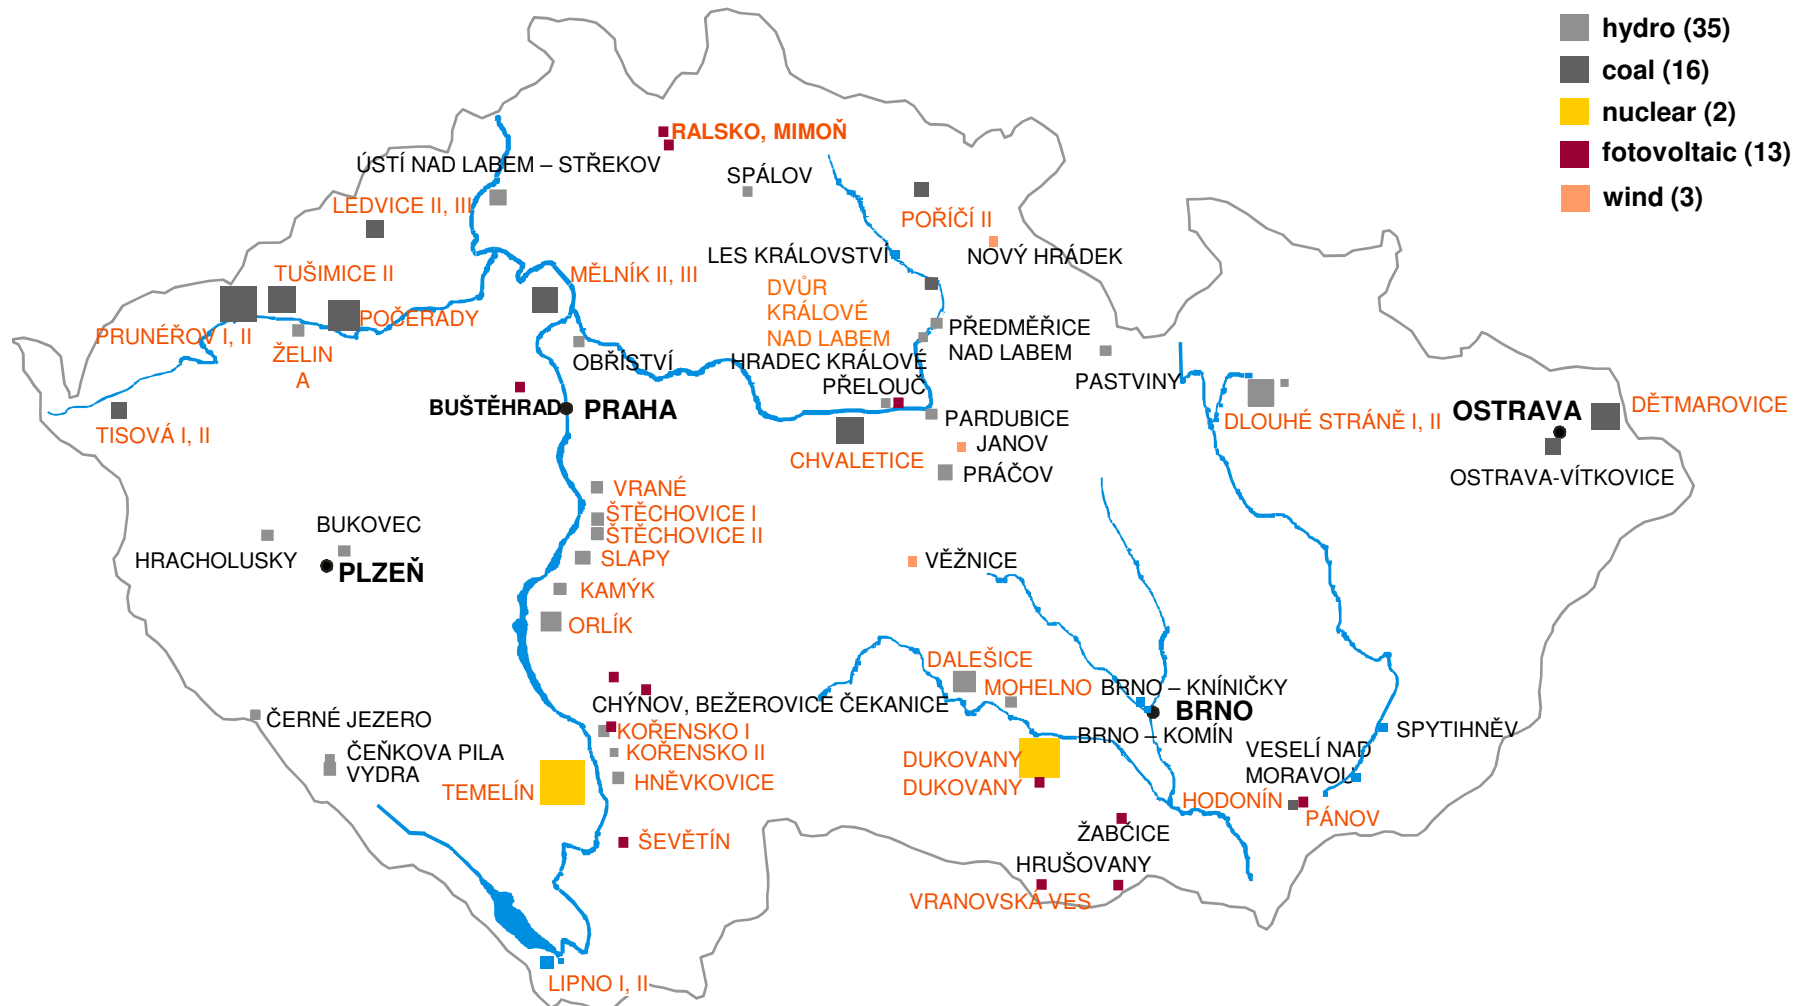 hydro (35)
coal (16)
nuclear (2)
fotovoltaic (13)
wind (3)
RALSKO, MIMOŇ
ÚSTÍ NAD LABEM – STŘEKOV
SPÁLOV
LEDVICE II, III
POŘÍČÍ II
LES KRÁLOVSTVÍ
NOVÝ HRÁDEK
TUŠIMICE II
MĚLNÍK II, III
DVŮR
KRÁLOVÉ
NAD LABEM
POČERADY
PRUNÉŘOV I, II
ŽELIN
A
PŘEDMĚŘICE
NAD LABEM
OBŘÍSTVÍ
HRADEC KRÁLOVÉ
PŘELOUČ
PASTVINY
BUŠTĚHRAD
PRAHA
TISOVÁ I, II
PARDUBICE
JANOV
CHVALETICE
PRÁČOV
DLOUHÉ STRÁNĚ I, II
OSTRAVA
DĚTMAROVICE
OSTRAVA-VÍTKOVICE
VRANÉ
ŠTĚCHOVICE I
ŠTĚCHOVICE II
SLAPY
KAMÝK
ORLÍK
BUKOVEC
HRACHOLUSKY
PLZEŇ
VĚŽNICE
DALEŠICE
MOHELNO
BRNO – KNÍNIČKY
BRNO
BRNO – KOMÍN
CHÝNOV, BEŽEROVICE ČEKANICE
KOŘENSKO I
KOŘENSKO II
HNĚVKOVICE
ČERNÉ JEZERO
ČEŇKOVA PILA
VYDRA
TEMELÍN
DUKOVANY
DUKOVANY
SPYTIHNĚV
VESELÍ NAD
MORAVOU
HODONÍN
PÁNOV
ŽABČICE
ŠEVĚTÍN
HRUŠOVANY
VRANOVSKÁ VES
LIPNO I, II